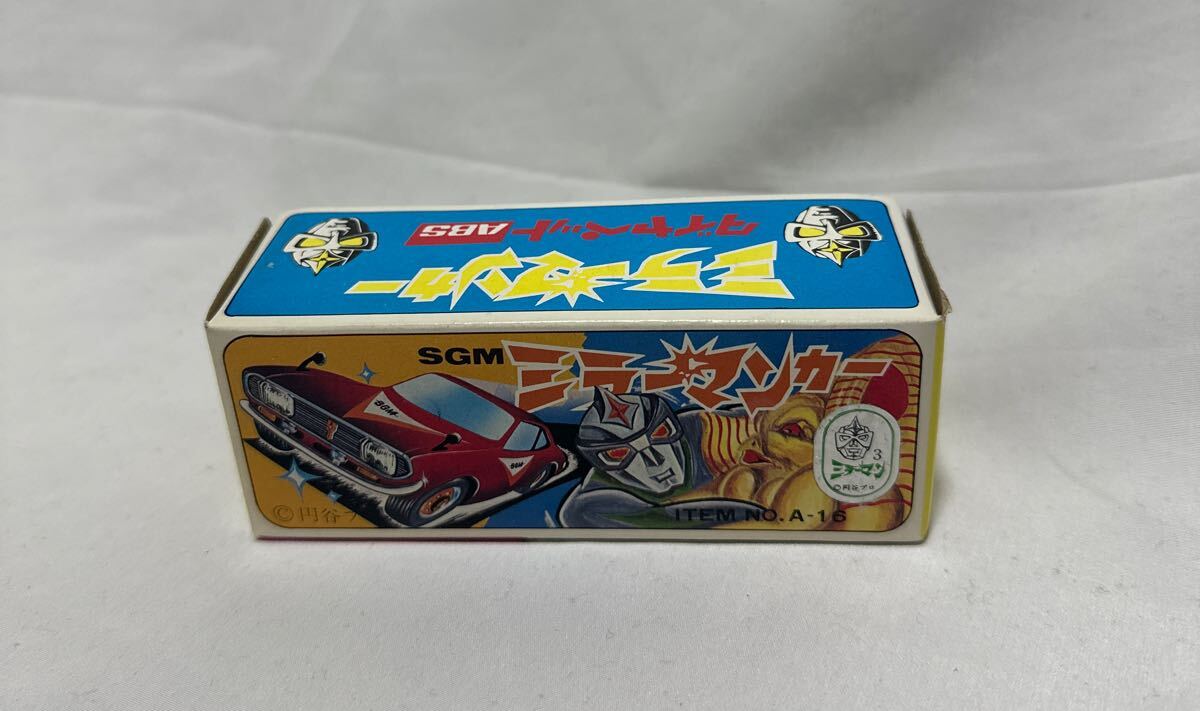 ダイヤペット ABS
ミラーマンカー
SGM ミラーマンカー
SGM
SGM
3
ミラーマン
©円谷プロ
©円谷プ
ITEM NO. A-16